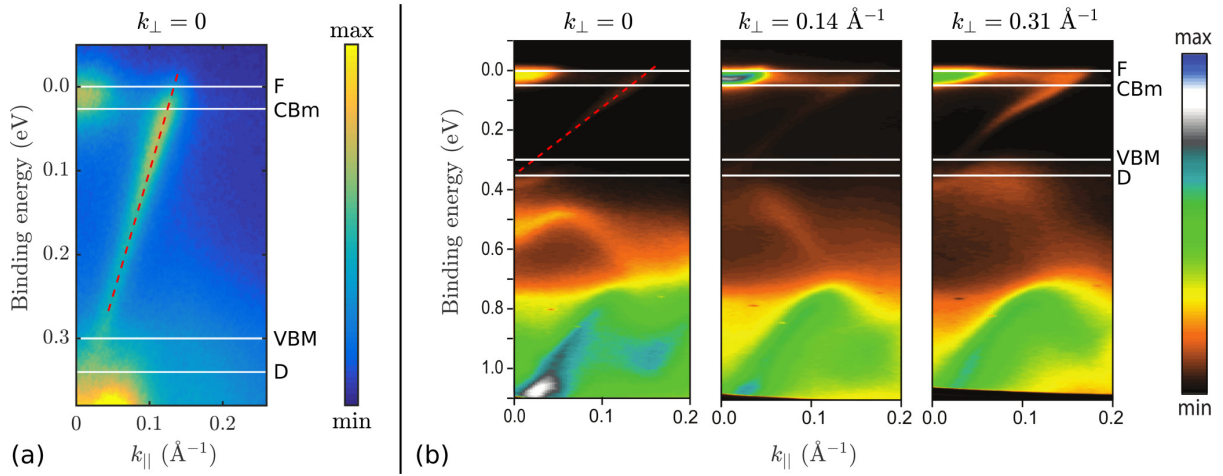 k⊥ = 0
max
0.0
0.1
0.2
0.3
Binding energy (eV)
F
CBm
VBM
D
0
0.1
0.2
k|| (Å−1)
min
(a)
k⊥ = 0
k⊥ = 0.14 Å−1
k⊥ = 0.31 Å−1
max
0.0
0.2
0.4
0.6
0.8
1.0
Binding energy (eV)
F
CBm
VBM
D
0.0
0.1
0.2
0.0
0.1
0.2
0.0
0.1
0.2
k|| (Å−1)
min
(b)